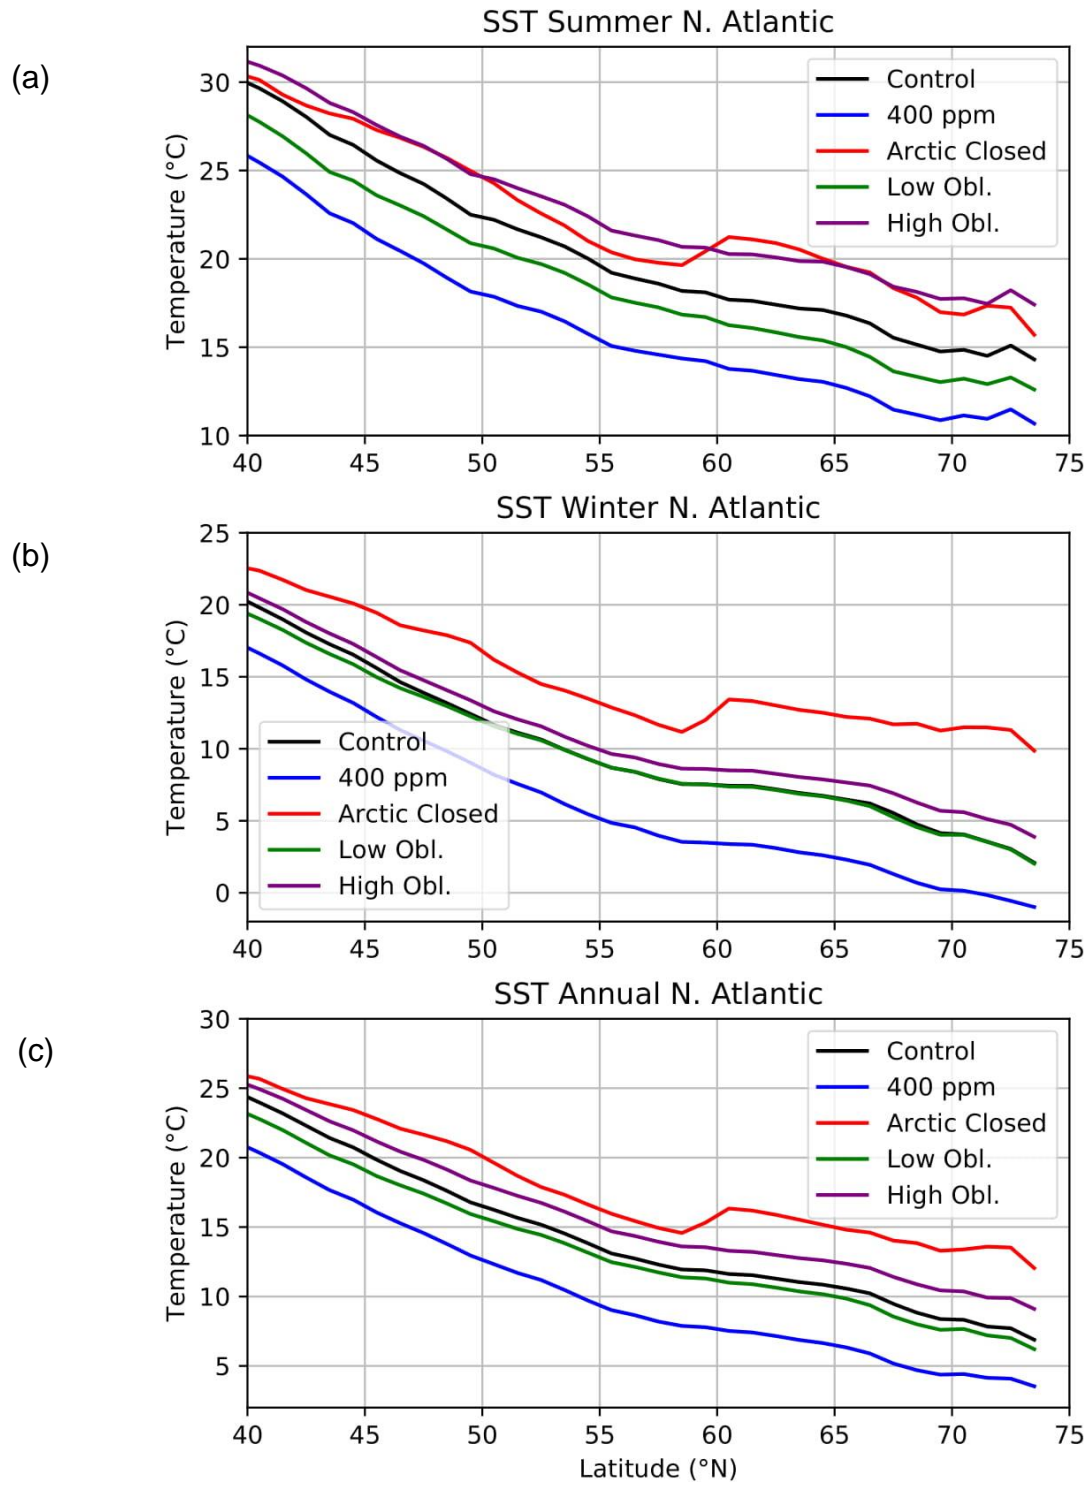 SST Summer N. Atlantic
(a)
Temperature (°C)
30
25
20
15
10
40 45 50 55 60 65 70 75
Control
400 ppm
Arctic Closed
Low Obl.
High Obl.
SST Winter N. Atlantic
(b)
Temperature (°C)
25
20
15
10
5
0
40 45 50 55 60 65 70 75
Control
400 ppm
Arctic Closed
Low Obl.
High Obl.
SST Annual N. Atlantic
(c)
Temperature (°C)
30
25
20
15
10
5
40 45 50 55 60 65 70 75
Control
400 ppm
Arctic Closed
Low Obl.
High Obl.
Latitude (°N)